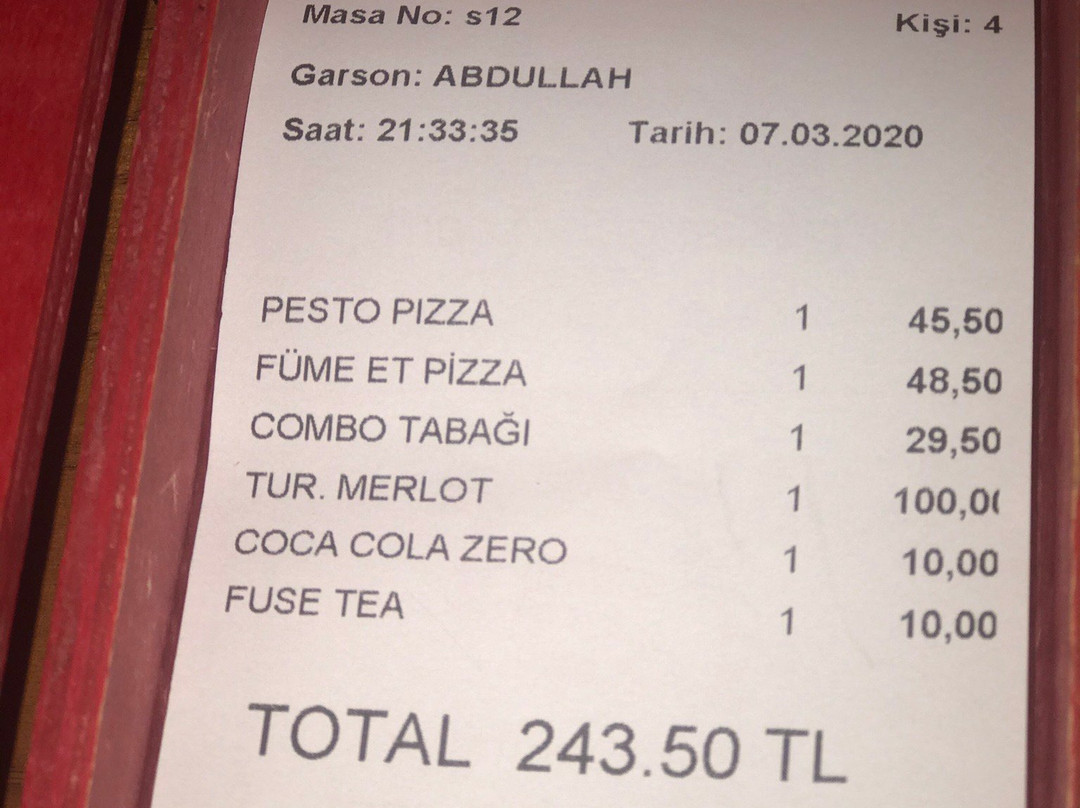 Masa No: s12 Kişi: 4
Garson: ABDULLAH
Saat: 21:33:35 Tarih: 07.03.2020
PESTO PIZZA 1 45,50
FÜME ET PİZZA 1 48,50
COMBO TABAĞI 1 29,50
TUR. MERLOT 1 100,00
COCA COLA ZERO 1 10,00
FUSE TEA 1 10,00
TOTAL 243.50 TL